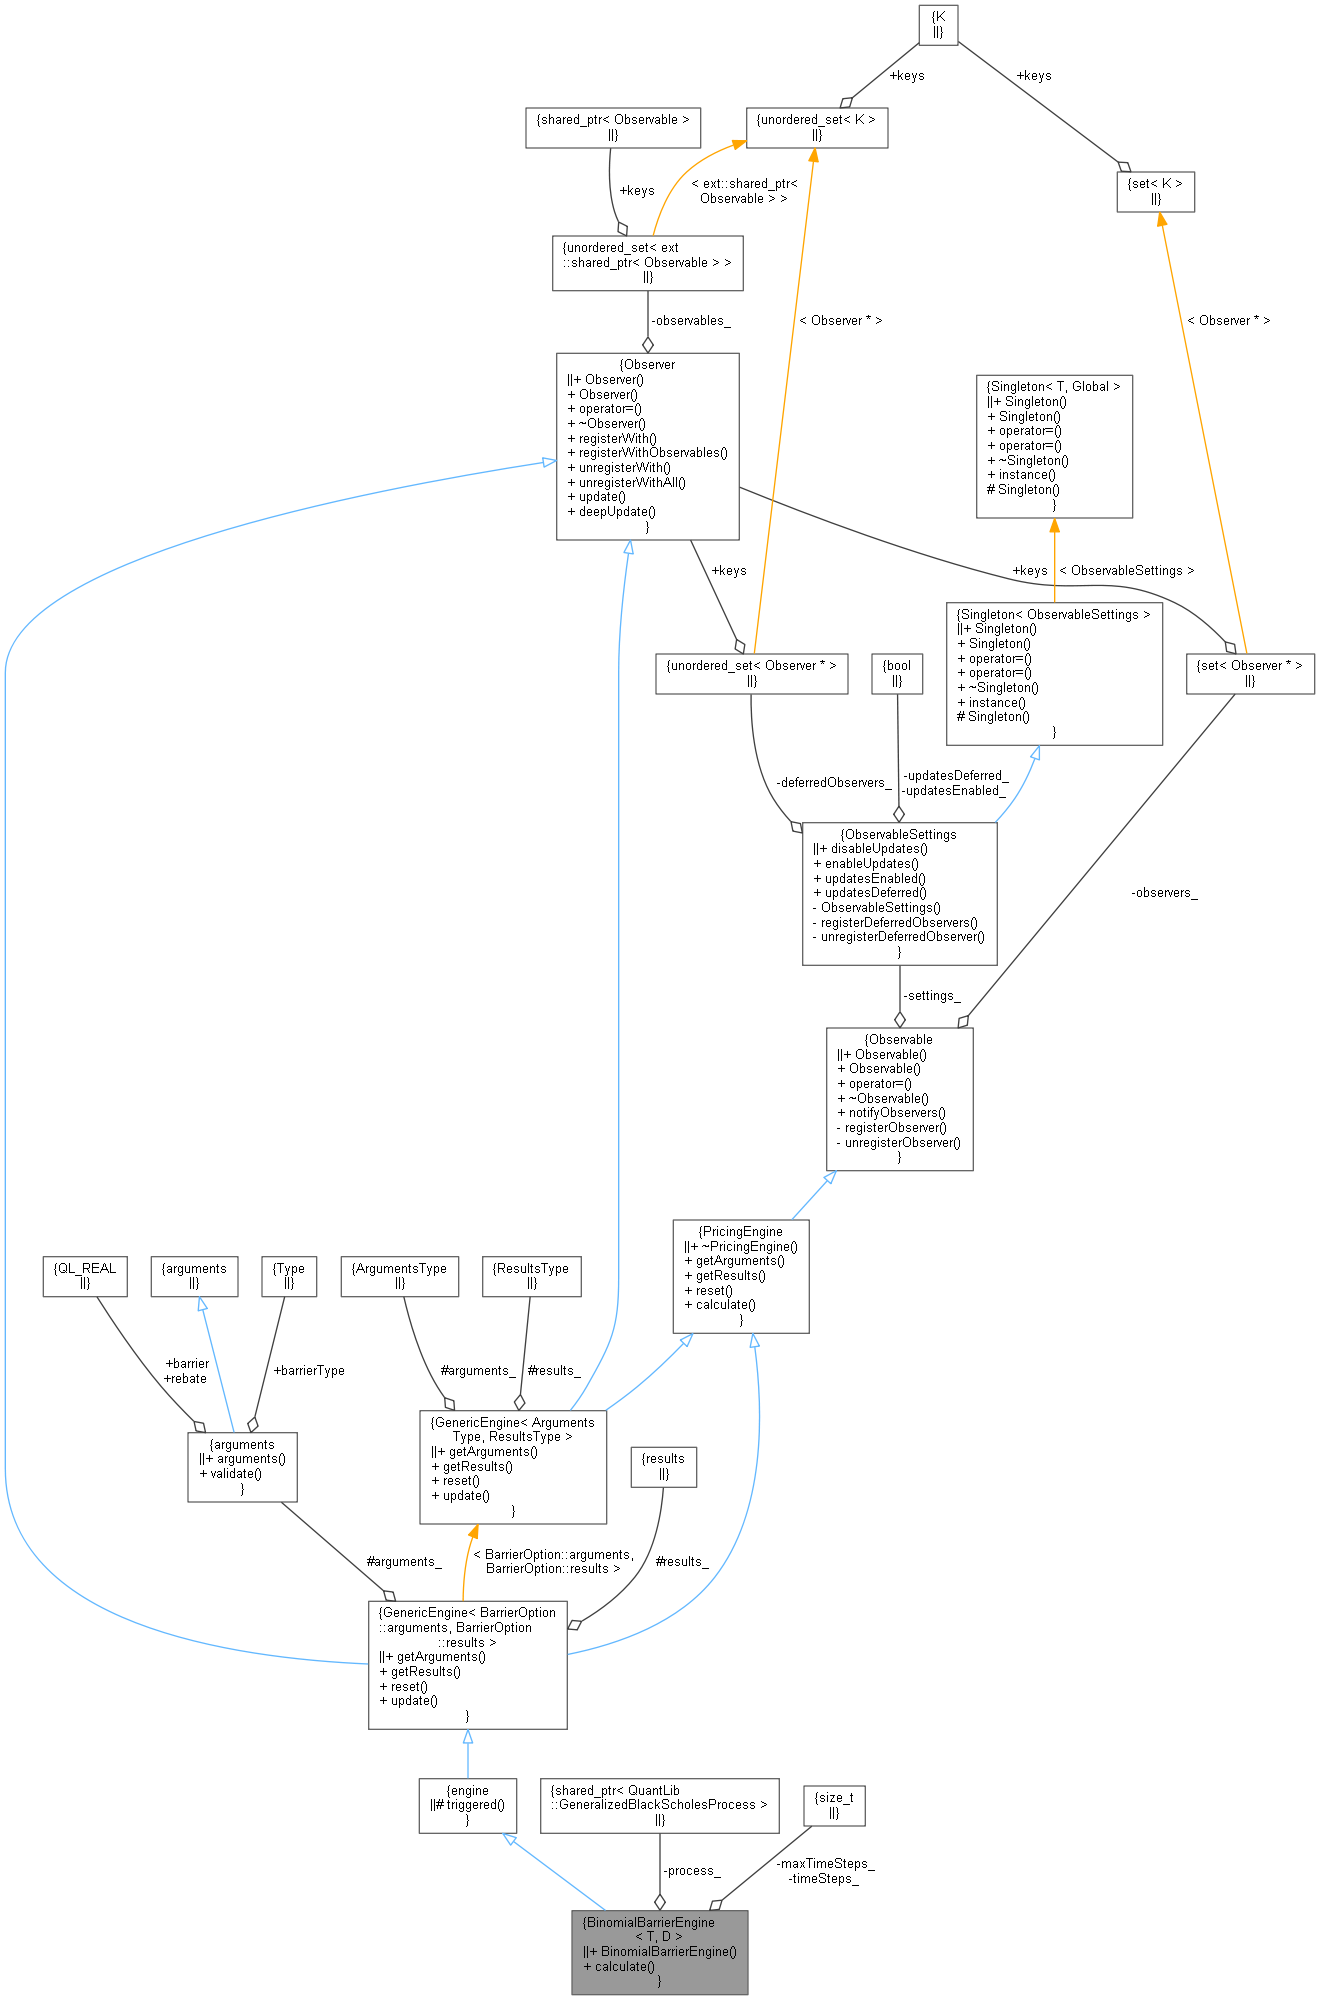 {K
||}
+keys
+keys
{shared_ptr< Observable >
||}
{unordered_set< K >
||}
{set< K >
||}
+keys
< ext::shared_ptr<
Observable > >
{unordered_set< ext
::shared_ptr< Observable > >
||}
-observables_
< Observer * >
< Observer * >
{Observer
||+ Observer()
+ Observer()
+ operator=()
+ ~Observer()
+ registerWith()
+ registerWithObservables()
+ unregisterWith()
+ unregisterWithAll()
+ update()
+ deepUpdate()
}
{Singleton< T, Global >
||+ Singleton()
+ Singleton()
+ operator=()
+ operator=()
+ ~Singleton()
+ instance()
# Singleton()
}
+keys
+keys
< ObservableSettings >
{Singleton< ObservableSettings >
||+ Singleton()
+ Singleton()
+ operator=()
+ operator=()
+ ~Singleton()
+ instance()
# Singleton()
}
{unordered_set< Observer * >
||}
{bool
||}
{set< Observer * >
||}
-deferredObservers_
-updatesDeferred_
-updatesEnabled_
{ObservableSettings
||+ disableUpdates()
+ enableUpdates()
+ updatesEnabled()
+ updatesDeferred()
- ObservableSettings()
- registerDeferredObservers()
- unregisterDeferredObserver()
}
-observers_
-settings_
{Observable
||+ Observable()
+ Observable()
+ operator=()
+ ~Observable()
+ notifyObservers()
- registerObserver()
- unregisterObserver()
}
{PricingEngine
||+ ~PricingEngine()
+ getArguments()
+ getResults()
+ reset()
+ calculate()
}
{QL_REAL
||}
{arguments
||}
{Type
||}
{ArgumentsType
||}
{ResultsType
||}
+barrier
+rebate
+barrierType
#arguments_
#results_
{arguments
||+ arguments()
+ validate()
}
{GenericEngine< Arguments
Type, ResultsType >
||+ getArguments()
+ getResults()
+ reset()
+ update()
}
{results
||}
#arguments_
< BarrierOption::arguments,
BarrierOption::results >
#results_
{GenericEngine< BarrierOption
::arguments, BarrierOption
::results >
||+ getArguments()
+ getResults()
+ reset()
+ update()
}
{engine
||# triggered()
}
{shared_ptr< QuantLib
::GeneralizedBlackScholesProcess >
||}
{size_t
||}
-process_
-maxTimeSteps_
-timeSteps_
{BinomialBarrierEngine
< T, D >
||+ BinomialBarrierEngine()
+ calculate()
}